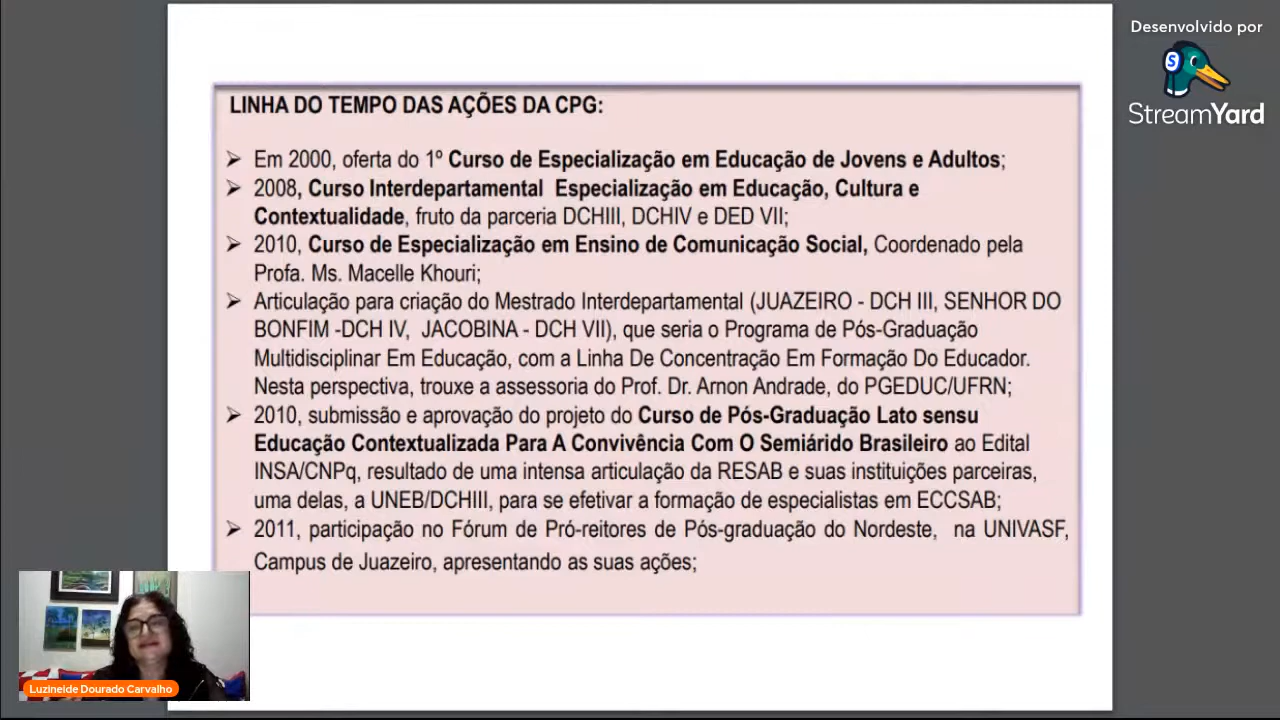 Desenvolvido por
StreamYard
LINHA DO TEMPO DAS AÇÕES DA CPG:
➢ Em 2000, oferta do 1º Curso de Especialização em Educação de Jovens e Adultos;
➢ 2008, Curso Interdepartamental Especialização em Educação, Cultura e
Contextualidade, fruto da parceria DCHIII, DCHIV e DED VII;
➢ 2010, Curso de Especialização em Ensino de Comunicação Social, Coordenado pela
Profa. Ms. Macelle Khouri;
➢ Articulação para criação do Mestrado Interdepartamental (JUAZEIRO - DCH III, SENHOR DO
BONFIM -DCH IV, JACOBINA - DCH VII), que seria o Programa de Pós-Graduação
Multidisciplinar Em Educação, com a Linha De Concentração Em Formação Do Educador.
Nesta perspectiva, trouxe a assessoria do Prof. Dr. Arnon Andrade, do PGEDUC/UFRN;
➢ 2010, submissão e aprovação do projeto do Curso de Pós-Graduação Lato sensu
Educação Contextualizada Para A Convivência Com O Semiárido Brasileiro ao Edital
INSA/CNPq, resultado de uma intensa articulação da RESAB e suas instituições parceiras,
uma delas, a UNEB/DCHIII, para se efetivar a formação de especialistas em ECCSAB;
➢ 2011, participação no Fórum de Pró-reitores de Pós-graduação do Nordeste, na UNIVASF,
Campus de Juazeiro, apresentando as suas ações;
Luzineide Dourado Carvalho